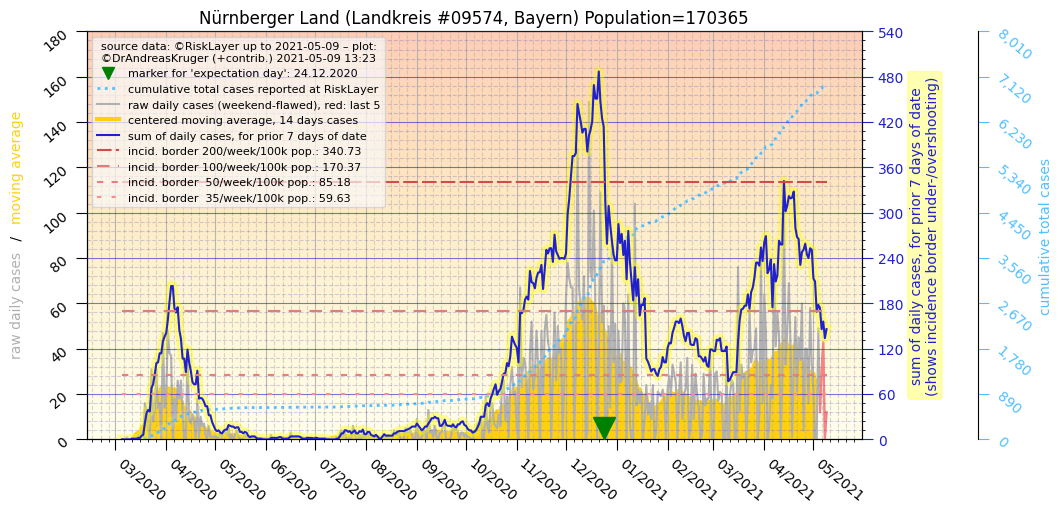 Nürnberger Land (Landkreis #09574, Bayern) Population=170365
source data: ©RiskLayer up to 2021-05-09 – plot:
©DrAndreasKruger (+contrib.) 2021-05-09 13:23
marker for 'expectation day': 24.12.2020
cumulative total cases reported at RiskLayer
raw daily cases (weekend-flawed), red: last 5
centered moving average, 14 days cases
sum of daily cases, for prior 7 days of date
incid. border 200/week/100k pop.: 340.73
incid. border 100/week/100k pop.: 170.37
incid. border  50/week/100k pop.: 85.18
incid. border  35/week/100k pop.: 59.63
raw daily cases / moving average
180
160
140
120
100
80
60
40
20
0
03/2020
04/2020
05/2020
06/2020
07/2020
08/2020
09/2020
10/2020
11/2020
12/2020
01/2021
02/2021
03/2021
04/2021
05/2021
540
480
420
360
300
240
180
120
60
0
sum of daily cases, for prior 7 days of date
(shows incidence border under-/overshooting)
8,010
7,120
6,230
5,340
4,450
3,560
2,670
1,780
890
0
cumulative total cases